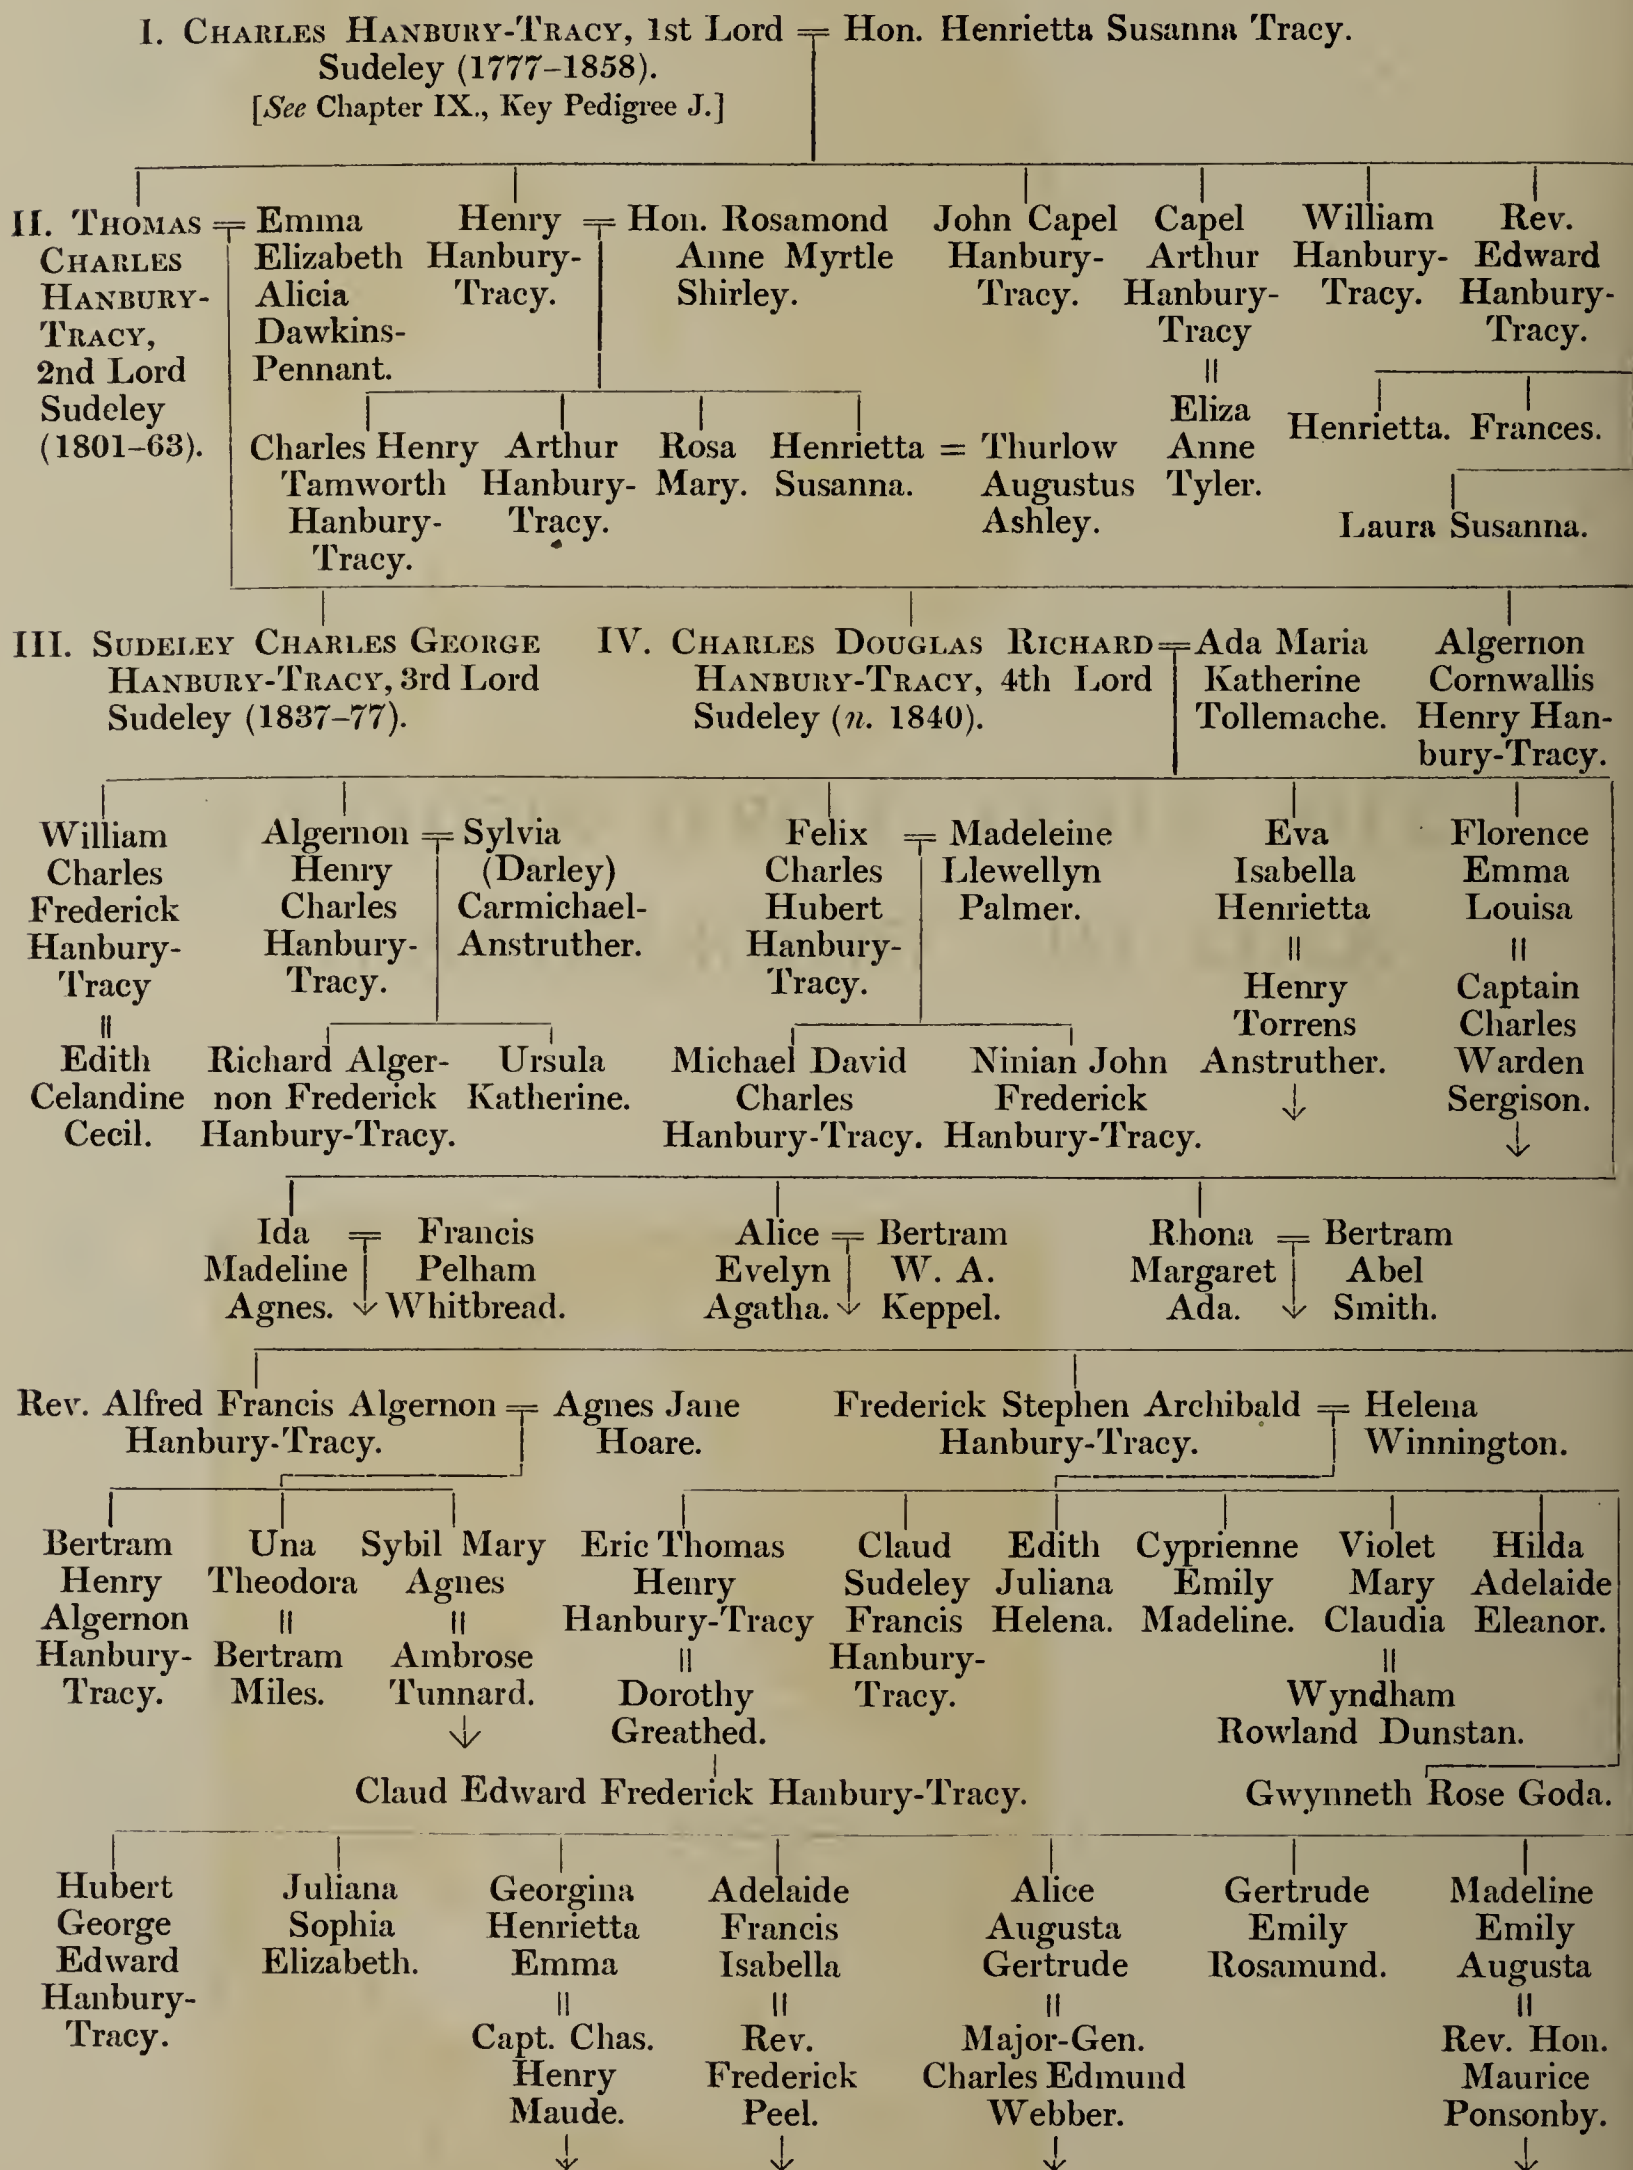 I. CHARLES HANBURY-TRACY, 1st Lord = Hon. Henrietta Susanna Tracy.
Sudeley (1777–1858).
[See Chapter IX., Key Pedigree J.]
II. THOMAS
CHARLES
HANBURY-
TRACY,
2nd Lord
Sudeley
(1801–63).
=
Emma
Elizabeth
Alicia
Dawkins-
Pennant.
Henry
Hanbury-
Tracy.
=
Hon. Rosamond
Anne Myrtle
Shirley.
John Capel
Hanbury-
Tracy.
Capel
Arthur
Hanbury-
Tracy
=
Eliza
Anne
Tyler.
William
Hanbury-
Tracy.
Rev.
Edward
Hanbury-
Tracy.
Henrietta. Frances.
Laura Susanna.
Charles Henry
Tamworth
Hanbury-
Tracy.
Arthur
Hanbury-
Tracy.
Rosa
Mary.
Henrietta
Susanna.
=
Thurlow
Augustus
Ashley.
III. SUDELEY CHARLES GEORGE
HANBURY-TRACY, 3rd Lord
Sudeley (1837–77).
IV. CHARLES DOUGLAS RICHARD
HANBURY-TRACY, 4th Lord
Sudeley (n. 1840).
=
Ada Maria
Katherine
Tollemache.
Algernon
Cornwallis
Henry Han-
bury-Tracy.
William
Charles
Frederick
Hanbury-
Tracy
=
Edith
Celandine
Cecil.
Algernon
Henry
Charles
Hanbury-
Tracy.
=
Sylvia
(Darley)
Carmichael-
Anstruther.
Richard Alger-
non Frederick
Hanbury-Tracy.
Ursula
Katherine.
Felix
Charles
Hubert
Hanbury-
Tracy.
=
Madeleine
Llewellyn
Palmer.
Michael David
Charles
Hanbury-Tracy.
Ninian John
Frederick
Hanbury-Tracy.
Eva
Isabella
Henrietta
=
Henry
Torrens
Anstruther.
Florence
Emma
Louisa
=
Captain
Charles
Warden
Sergison.
Ida
Madeline
Agnes.
=
Francis
Pelham
Whitbread.
Alice
Evelyn
Agatha.
=
Bertram
W. A.
Keppel.
Rhona
Margaret
Ada.
=
Bertram
Abel
Smith.
Rev. Alfred Francis Algernon
Hanbury-Tracy.
=
Agnes Jane
Hoare.
Frederick Stephen Archibald
Hanbury-Tracy.
=
Helena
Winnington.
Bertram
Henry
Algernon
Hanbury-
Tracy.
Una
Theodora
=
Bertram
Miles.
Sybil Mary
Agnes
=
Ambrose
Tunnard.
Eric Thomas
Henry
Hanbury-Tracy
=
Dorothy
Greathed.
Claud
Sudeley
Francis
Hanbury-
Tracy.
Edith
Juliana
Helena.
Cyprienne
Emily
Madeline.
Violet
Mary
Claudia
=
Wyndham
Rowland Dunstan.
Hilda
Adelaide
Eleanor.
Claud Edward Frederick Hanbury-Tracy.
Gwynneth Rose Goda.
Hubert
George
Edward
Hanbury-
Tracy.
Juliana
Sophia
Elizabeth.
Georgina
Henrietta
Emma
=
Capt. Chas.
Henry
Maude.
Adelaide
Francis
Isabella
=
Rev.
Frederick
Peel.
Alice
Augusta
Gertrude
=
Major-Gen.
Charles Edmund
Webber.
Gertrude
Emily
Rosamund.
Madeline
Emily
Augusta
=
Rev. Hon.
Maurice
Ponsonby.